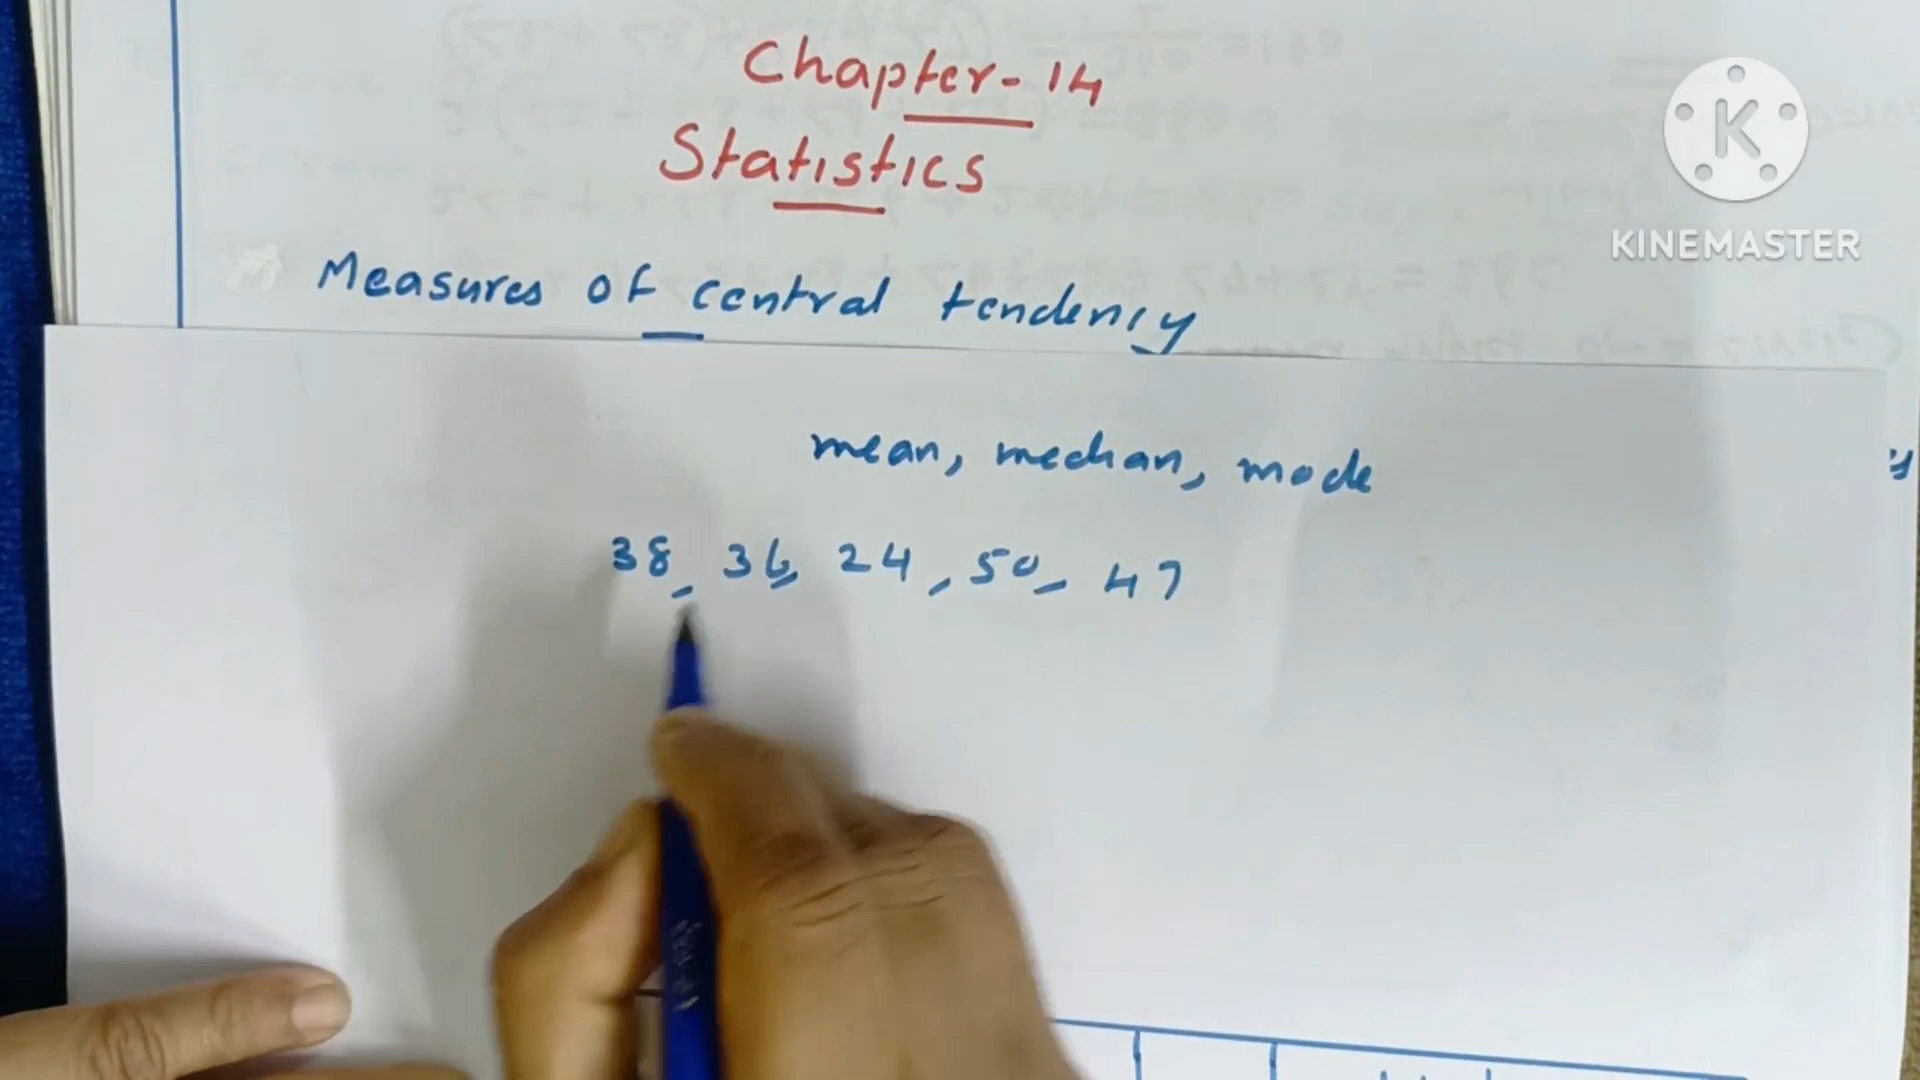 Chapter-14
Statistics
K
KINEMASTER
Measures of central tendency
mean, median, mode
38, 36, 24, 50, 47